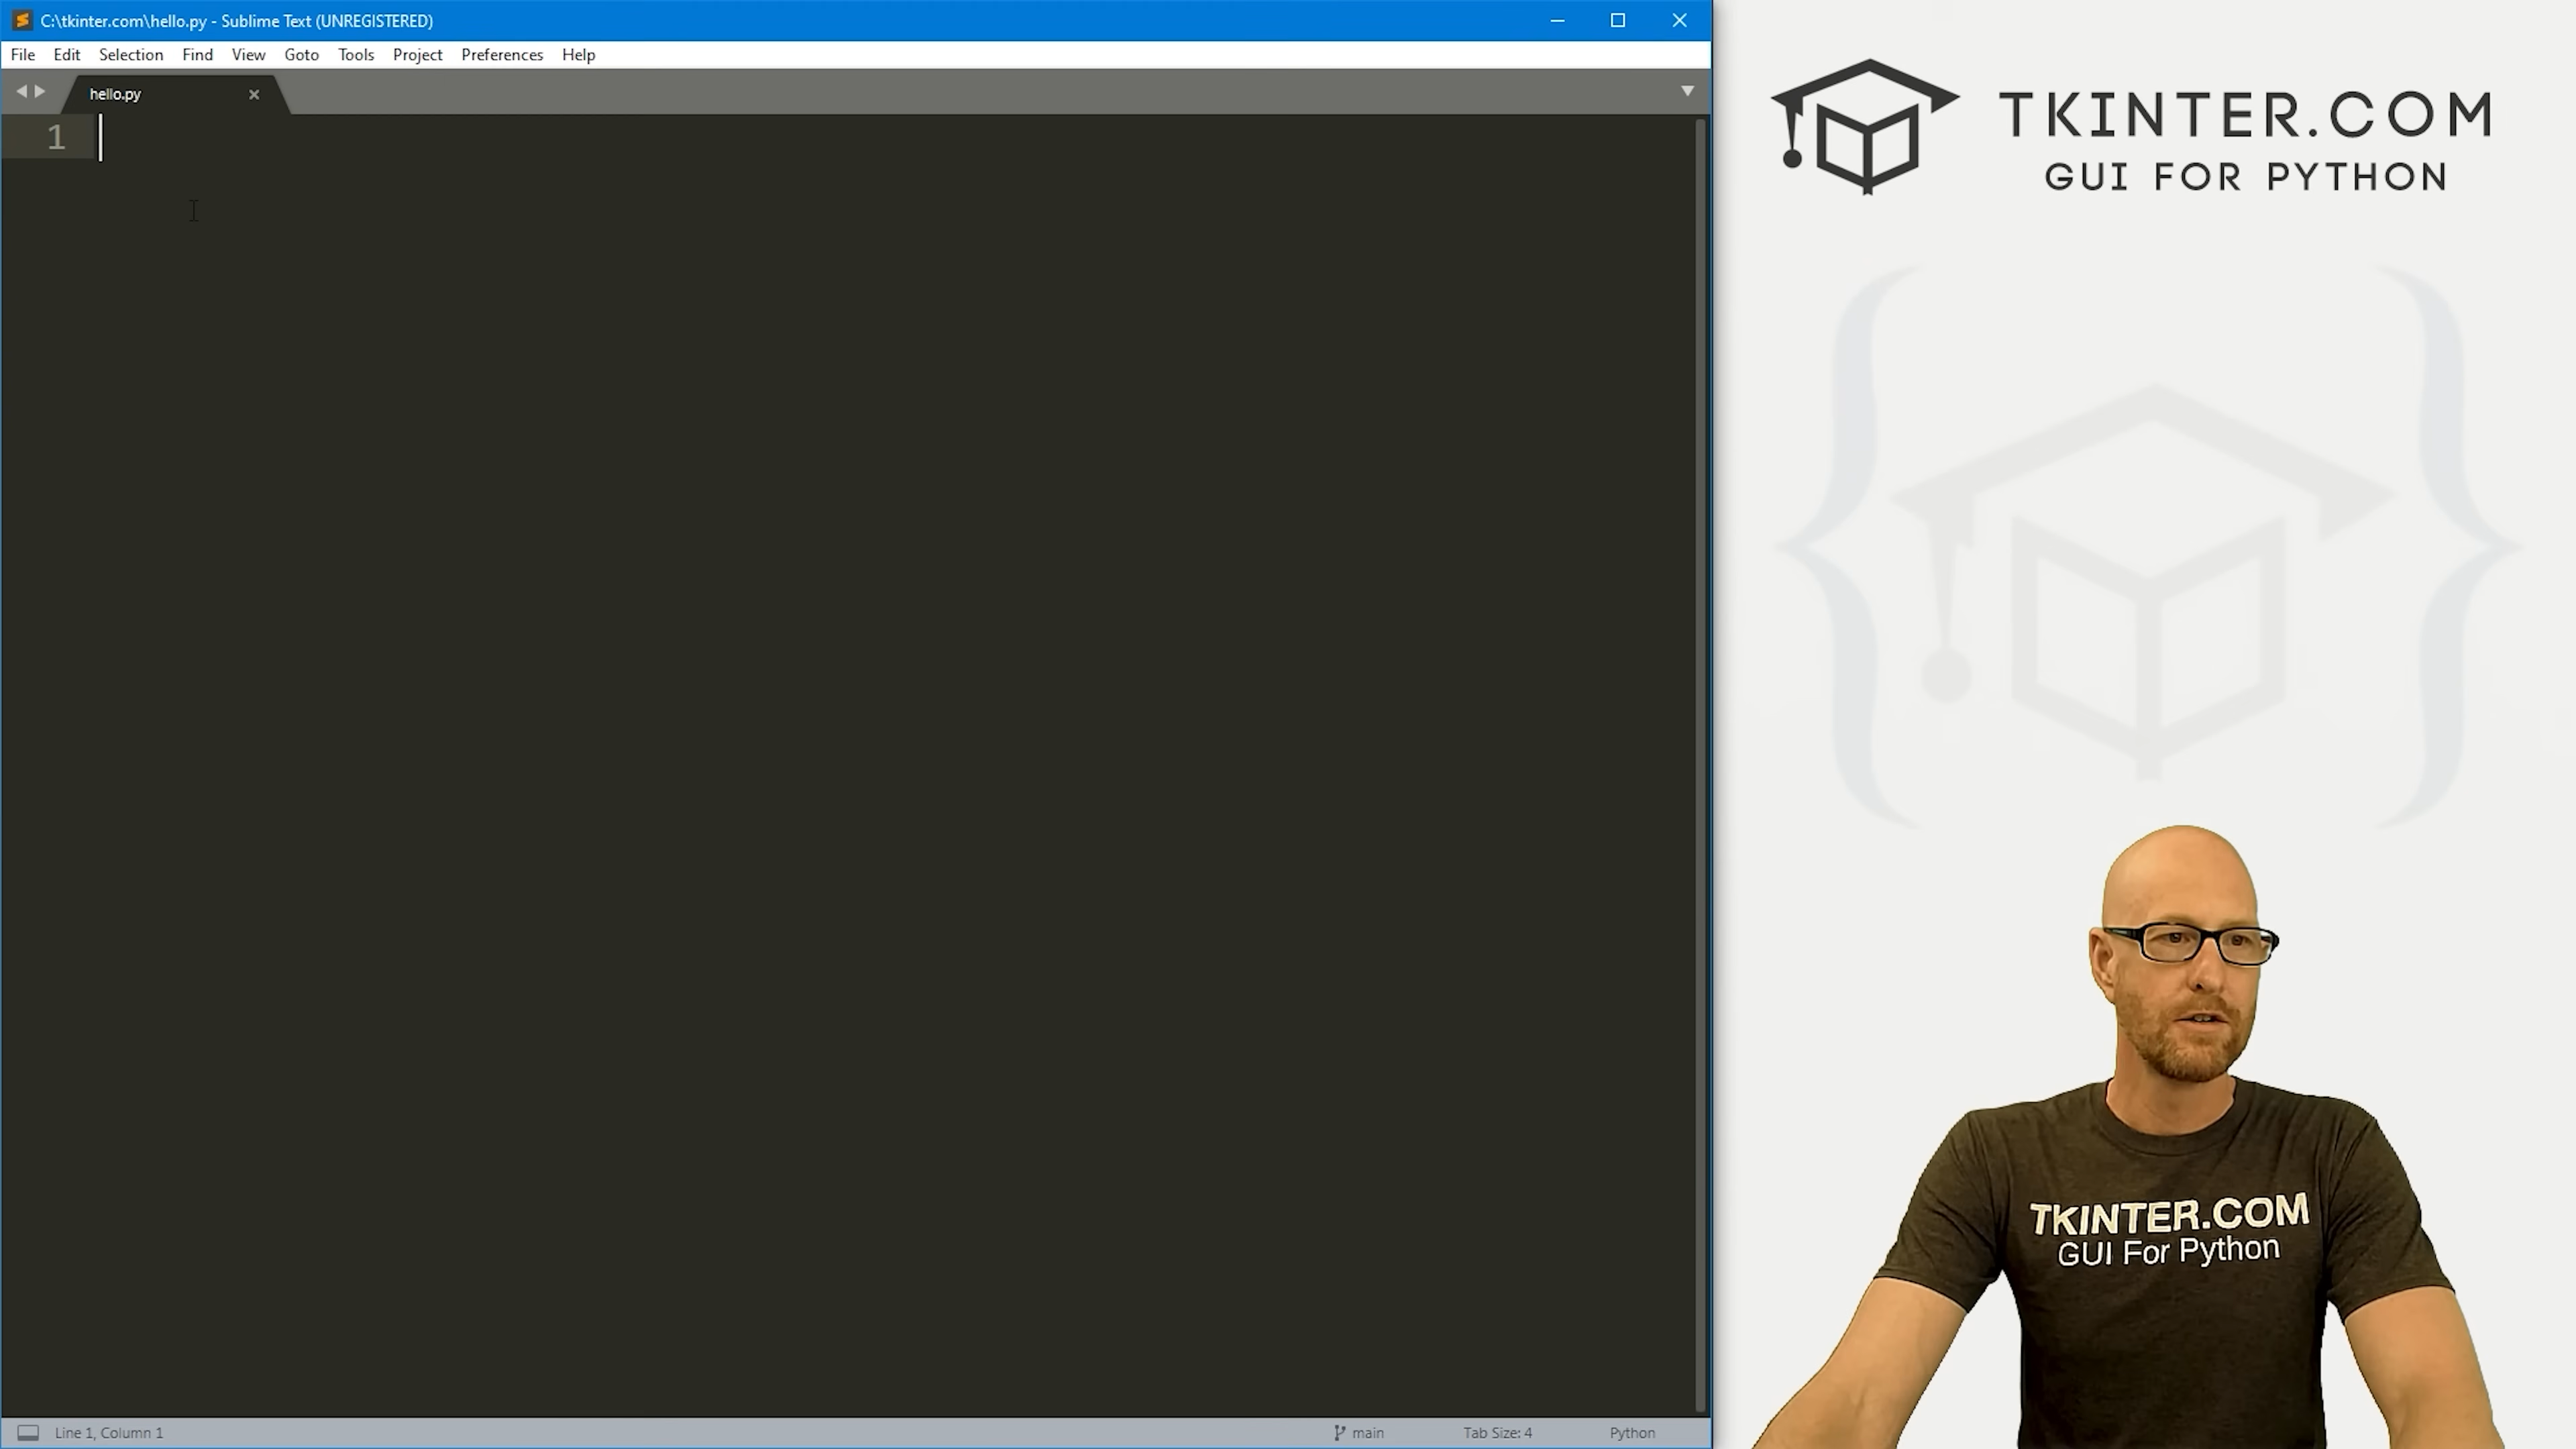 C:\tkinter.com\hello.py - Sublime Text (UNREGISTERED)
File Edit Selection Find View Goto Tools Project Preferences Help
hello.py
1
Line 1, Column 1
main
Tab Size: 4
Python
TKINTER.COM
GUI FOR PYTHON
TKINTER.COM
GUI For Python